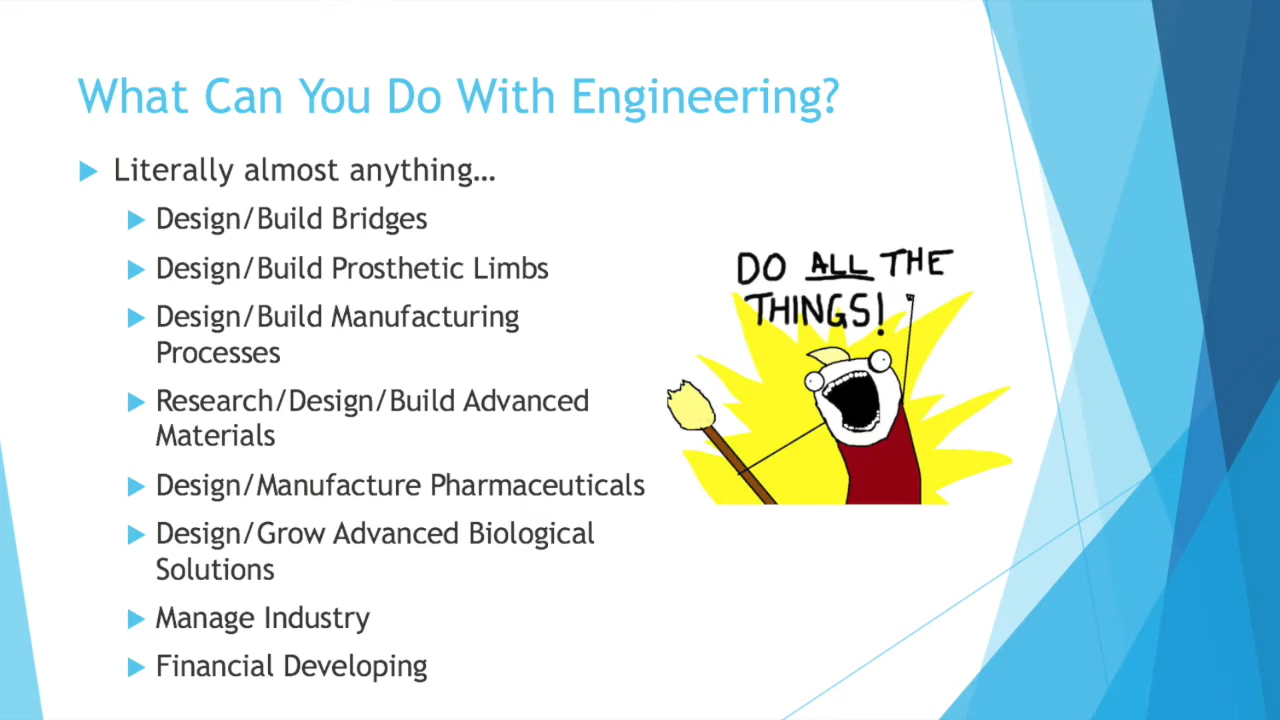 What Can You Do With Engineering?
Literally almost anything…
Design/Build Bridges
Design/Build Prosthetic Limbs
Design/Build Manufacturing
Processes
Research/Design/Build Advanced
Materials
Design/Manufacture Pharmaceuticals
Design/Grow Advanced Biological
Solutions
Manage Industry
Financial Developing
DO ALL THE
THINGS!